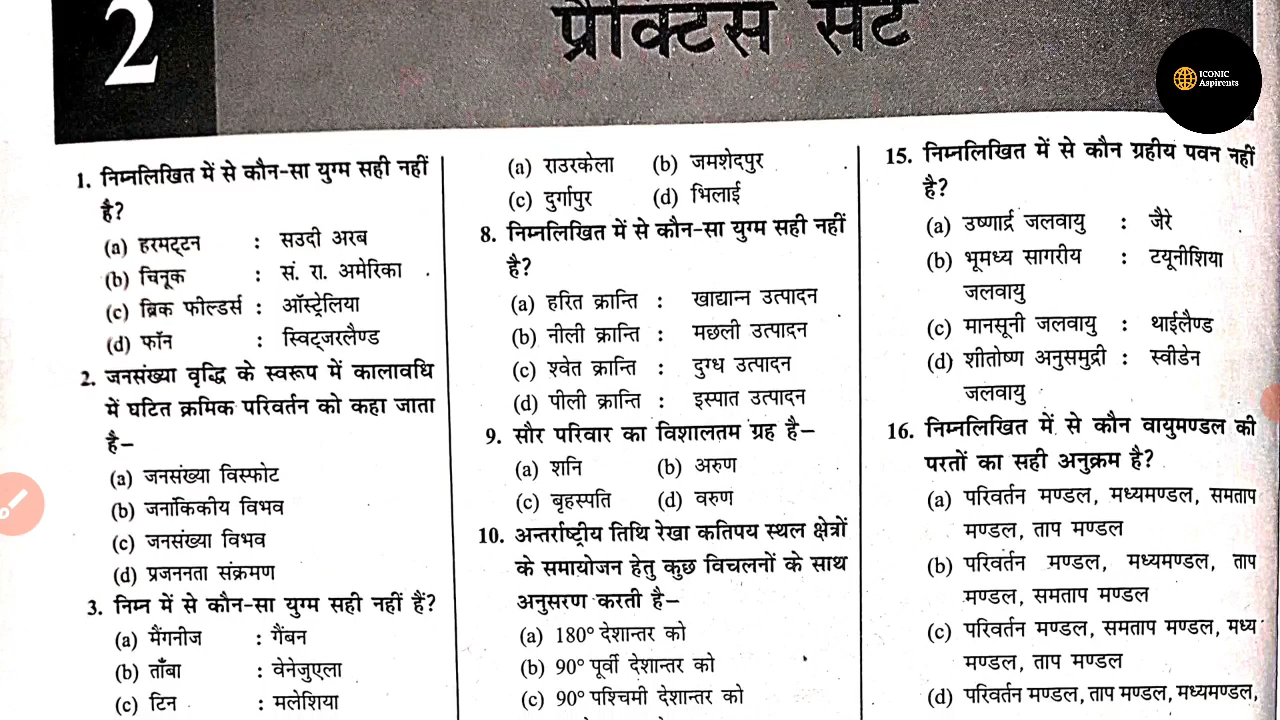 2
प्रैक्टिस सेट
ICONIC
Aspirents
1. निम्नलिखित में से कौन-सा युग्म सही नहीं
है?
(a) हरमट्टन : सउदी अरब
(b) चिनूक : सं. रा. अमेरिका
(c) ब्रिक फील्डर्स : ऑस्ट्रेलिया
(d) फॉन : स्विट्जरलैण्ड
2. जनसंख्या वृद्धि के स्वरूप में कालावधि
में घटित क्रमिक परिवर्तन को कहा जाता
है–
(a) जनसंख्या विस्फोट
(b) जनांकिकीय विभव
(c) जनसंख्या विभव
(d) प्रजननता संक्रमण
3. निम्न में से कौन-सा युग्म सही नहीं हैं?
(a) मैंगनीज : गैंबन
(b) ताँबा : वेनेजुएला
(c) टिन : मलेशिया
(a) राउरकेला (b) जमशेदपुर
(c) दुर्गापुर (d) भिलाई
8. निम्नलिखित में से कौन-सा युग्म सही नहीं
है?
(a) हरित क्रान्ति : खाद्यान्न उत्पादन
(b) नीली क्रान्ति : मछली उत्पादन
(c) श्वेत क्रान्ति : दुग्ध उत्पादन
(d) पीली क्रान्ति : इस्पात उत्पादन
9. सौर परिवार का विशालतम ग्रह है–
(a) शनि (b) अरुण
(c) बृहस्पति (d) वरुण
10. अन्तर्राष्ट्रीय तिथि रेखा कतिपय स्थल क्षेत्रों
के समायोजन हेतु कुछ विचलनों के साथ
अनुसरण करती है–
(a) 180° देशान्तर को
(b) 90° पूर्वी देशान्तर को
(c) 90° पश्चिमी देशान्तर को
15. निम्नलिखित में से कौन ग्रहीय पवन नहीं
है?
(a) उष्णार्द्र जलवायु : जैरे
(b) भूमध्य सागरीय : टयूनीशिया
जलवायु
(c) मानसूनी जलवायु : थाईलैण्ड
(d) शीतोष्ण अनुसमुद्री : स्वीडेन
जलवायु
16. निम्नलिखित में से कौन वायुमण्डल की
परतों का सही अनुक्रम है?
(a) परिवर्तन मण्डल, मध्यमण्डल, समताप
मण्डल, ताप मण्डल
(b) परिवर्तन मण्डल, मध्यमण्डल, ताप
मण्डल, समताप मण्डल
(c) परिवर्तन मण्डल, समताप मण्डल, मध्य
मण्डल, ताप मण्डल
(d) परिवर्तन मण्डल, ताप मण्डल, मध्यमण्डल,